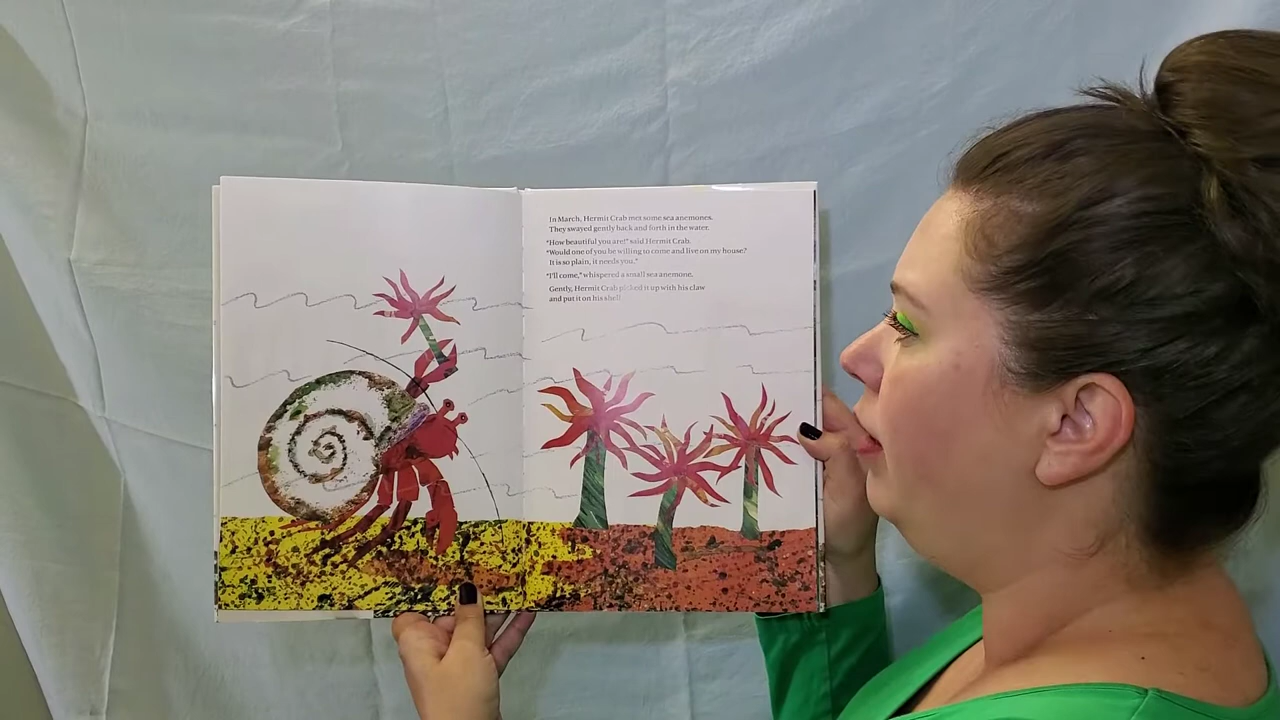 In March, Hermit Crab met some sea anemones.
They swayed gently back and forth in the water.
"How beautiful you are!" said Hermit Crab.
"Would one of you be willing to come and live on my house?
It is so plain, it needs you."
"I'll come," whispered a small sea anemone.
Gently, Hermit Crab picked it up with his claw
and put it on his shell